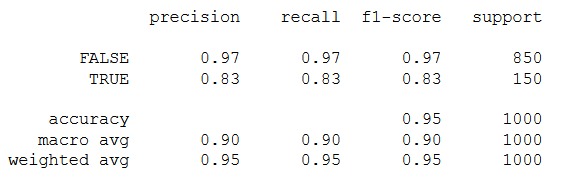 precision recall f1-score support
FALSE 0.97 0.97 0.97 850
TRUE 0.83 0.83 0.83 150
accuracy 0.95 1000
macro avg 0.90 0.90 0.90 1000
weighted avg 0.95 0.95 0.95 1000